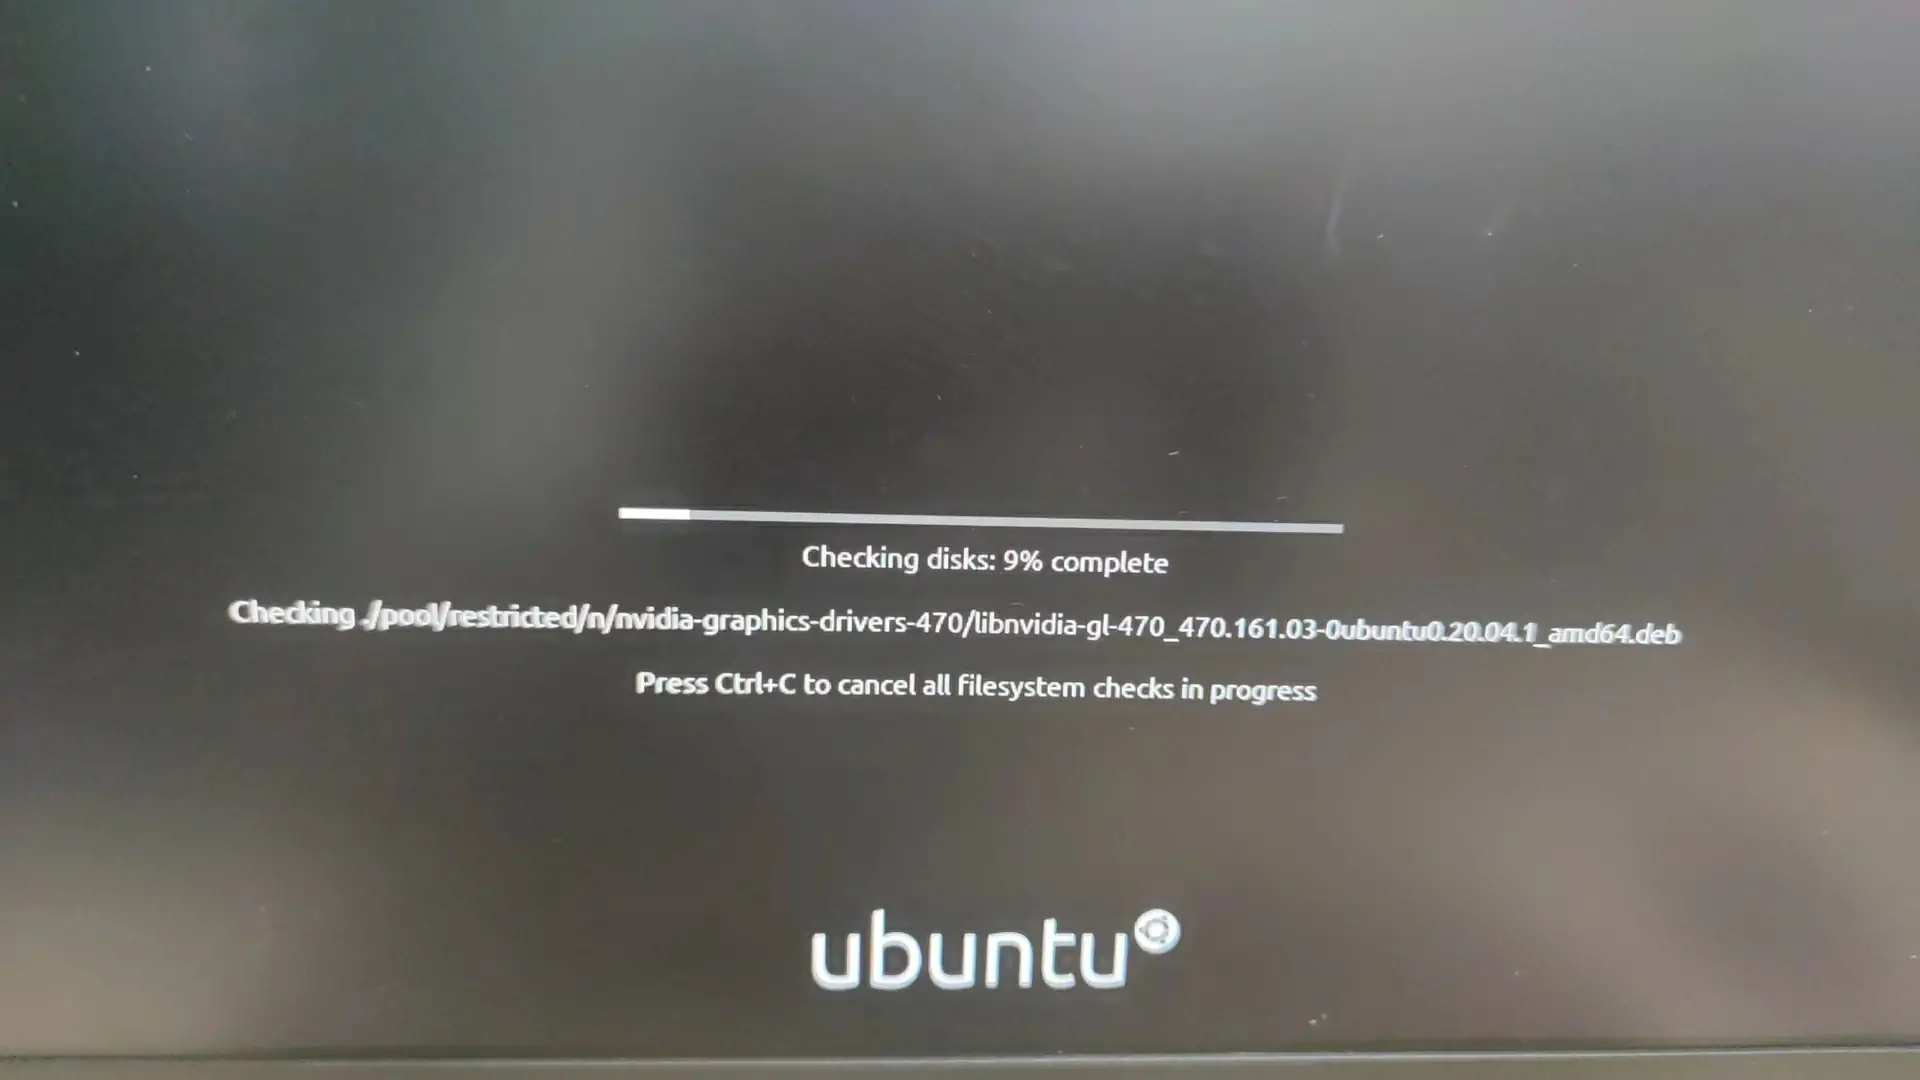 Checking disks: 9% complete
Checking ./pool/restricted/n/nvidia-graphics-drivers-470/libnvidia-gl-470_470.161.03-0ubuntu0.20.04.1_amd64.deb
Press Ctrl+C to cancel all filesystem checks in progress
ubuntu